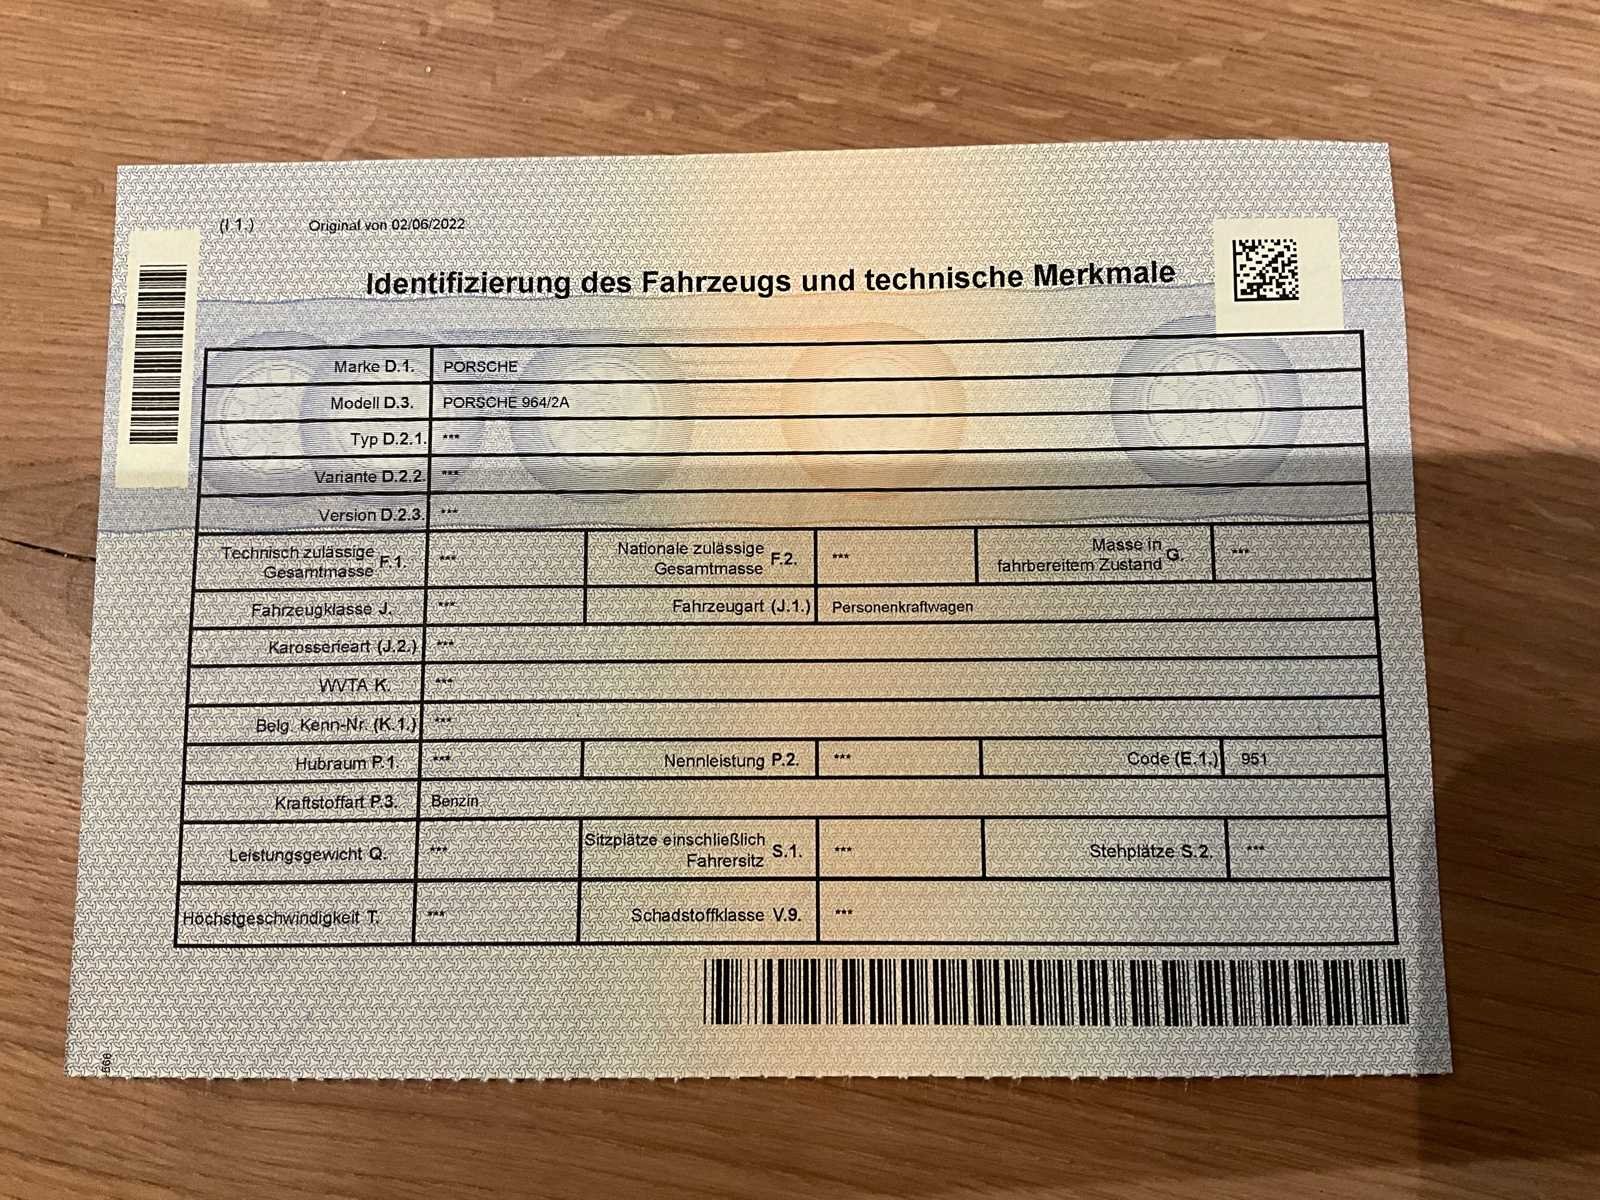 (I.1.) Original von 02/06/2022
Identifizierung des Fahrzeugs und technische Merkmale
Marke D.1. PORSCHE
Modell D.3. PORSCHE 964/2A
Typ D.2.1. ***
Variante D.2.2. ***
Version D.2.3. ***
Technisch zulässige Gesamtmasse F.1. *** Nationale zulässige Gesamtmasse F.2. *** Masse in fahrbereitem Zustand G. ***
Fahrzeugklasse J. *** Fahrzeugart (J.1.) Personenkraftwagen
Karosserieart (J.2.) ***
WVTA K. ***
Belg. Kenn-Nr. (K.1.) ***
Hubraum P.1. *** Nennleistung P.2. *** Code (E.1.) 951
Kraftstoffart P.3. Benzin
Leistungsgewicht Q. *** Sitzplätze einschließlich Fahrersitz S.1. *** Stehplätze S.2. ***
Höchstgeschwindigkeit T. *** Schadstoffklasse V.9. ***